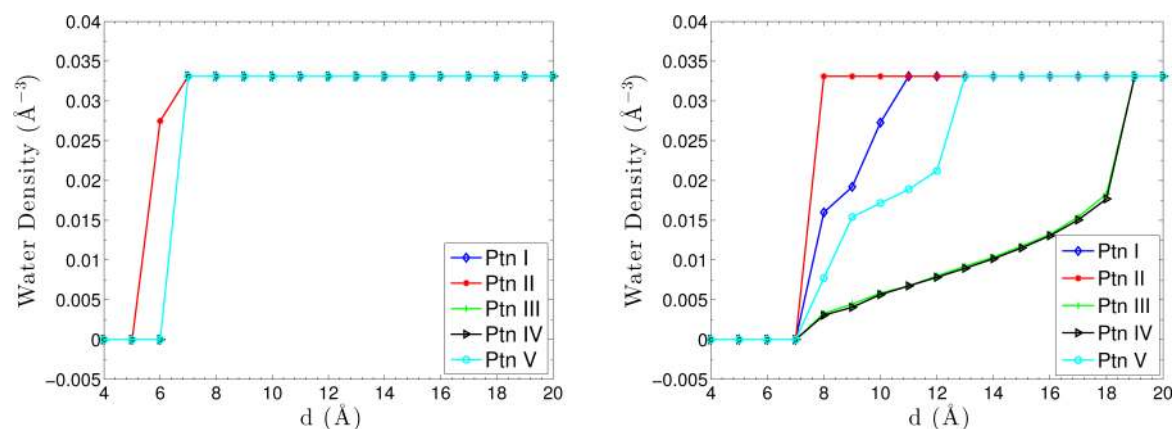 0.04
0.035
0.03
0.025
0.02
0.015
0.01
0.005
0
−0.005
4 6 8 10 12 14 16 18 20
Water Density (Å⁻³)
d (Å)
Ptn I
Ptn II
Ptn III
Ptn IV
Ptn V
0.04
0.035
0.03
0.025
0.02
0.015
0.01
0.005
0
−0.005
4 6 8 10 12 14 16 18 20
Water Density (Å⁻³)
d (Å)
Ptn I
Ptn II
Ptn III
Ptn IV
Ptn V